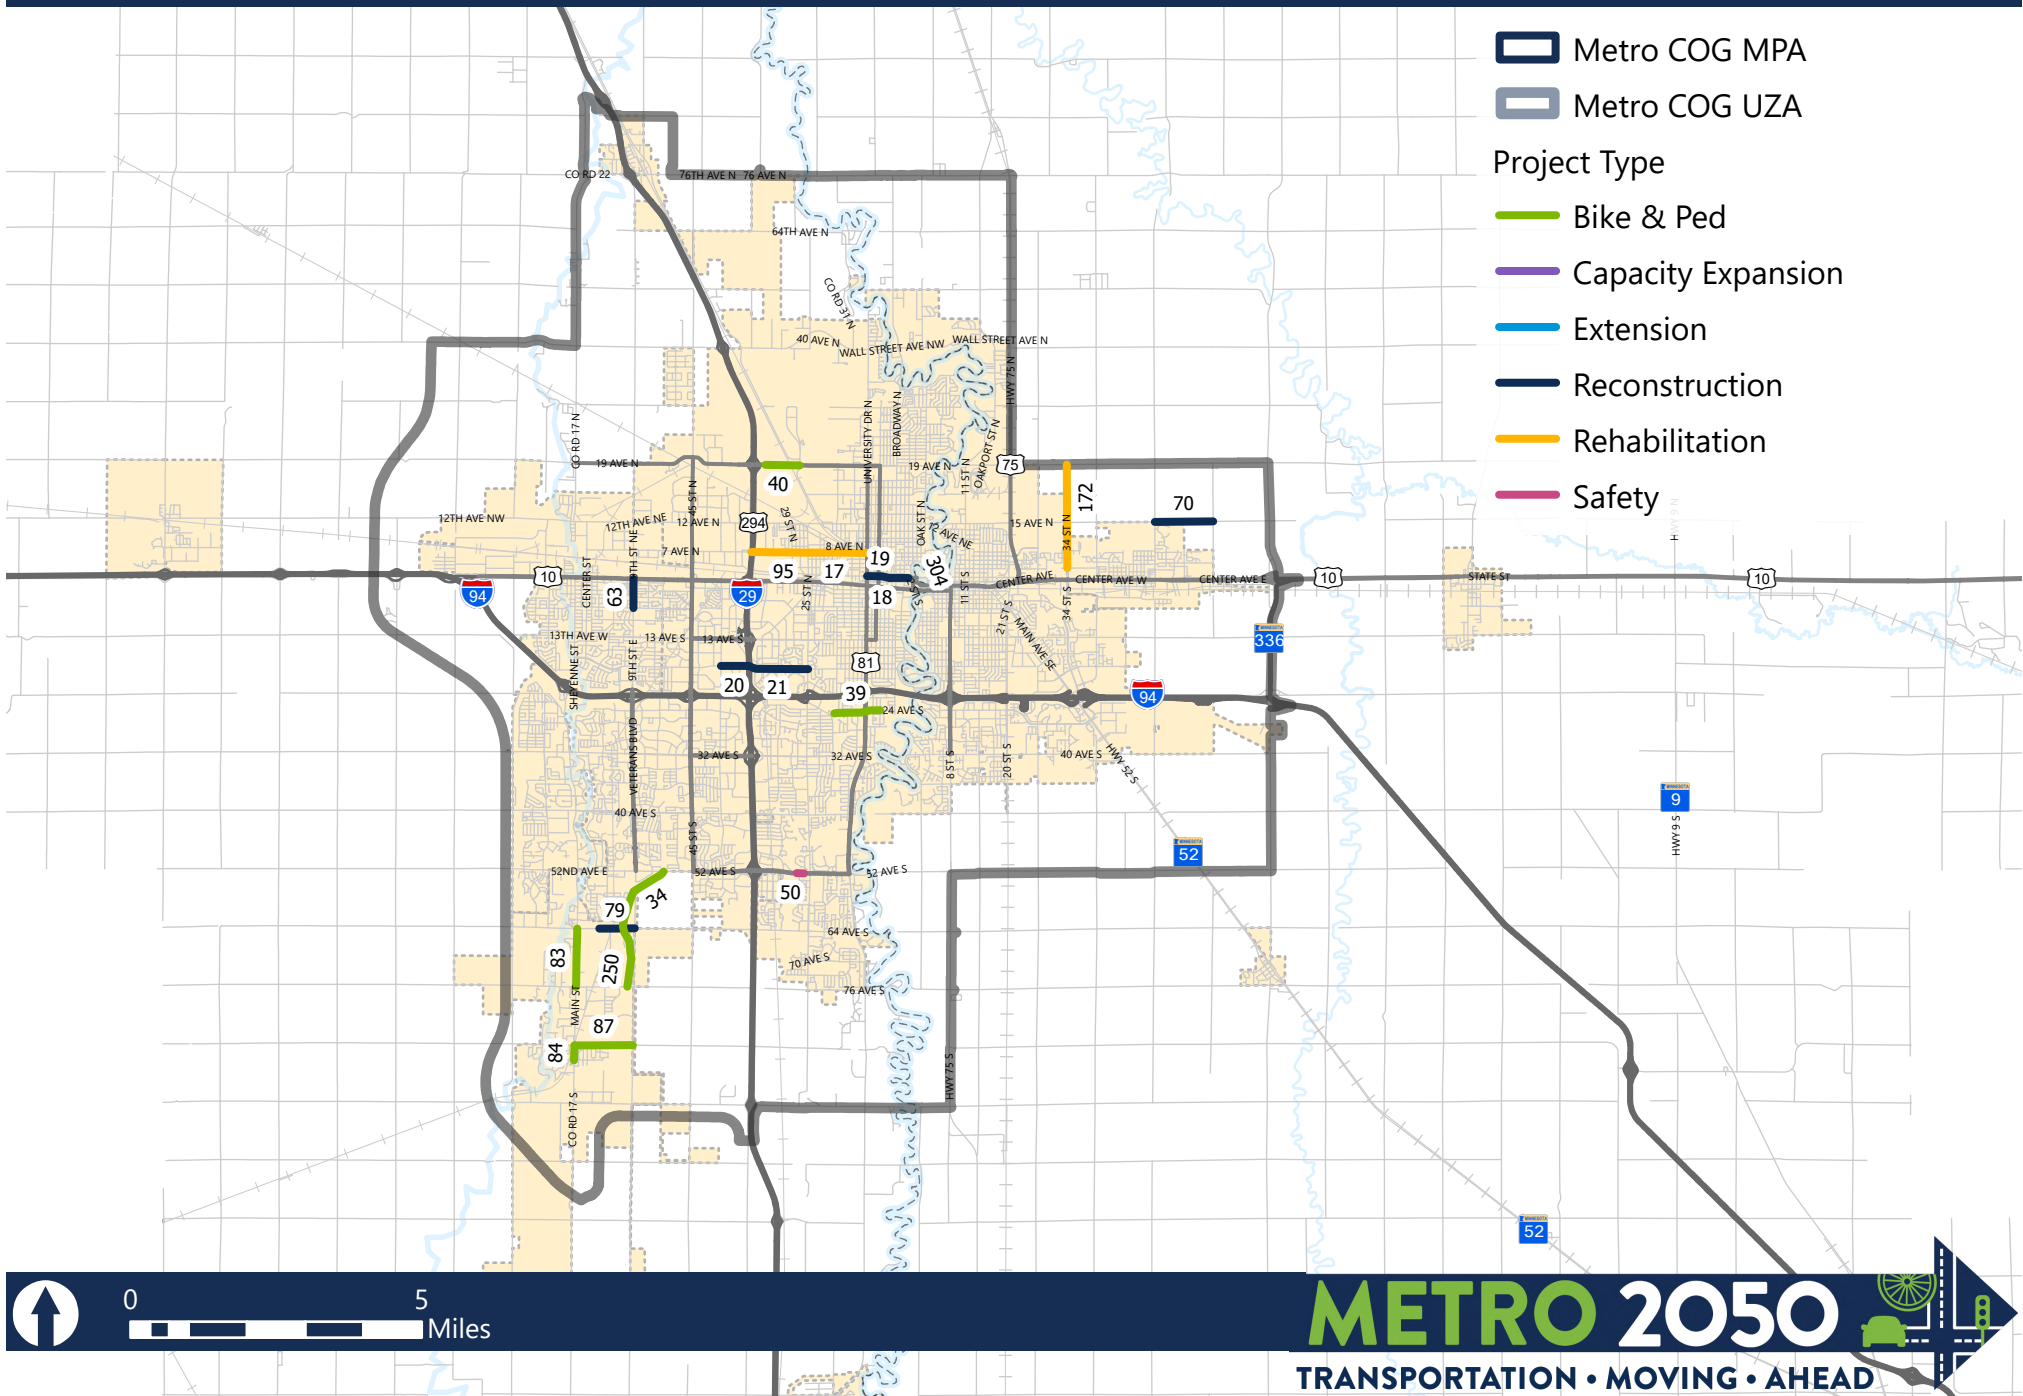 Metro COG MPA
Metro COG UZA
Project Type
Bike & Ped
Capacity Expansion
Extension
Reconstruction
Rehabilitation
Safety
CO RD 22
76TH AVE N
76 AVE N
64TH AVE N
CO RD 31 N
40 AVE N
WALL STREET AVE NW
WALL STREET AVE N
HWY 75 N
CO RD 17 N
UNIVERSITY DR N
BROADWAY N
19 AVE N
19 AVE N
11 ST N
OAKPORT ST N
75
40
172
70
45 ST N
29 ST N
HWY 9 N
12TH AVE NW
12TH AVE NE
12 AVE N
294
OAK ST N
15 AVE N
34 ST N
7 AVE N
8 AVE N
19
304
9TH ST NE
10
95
17
CENTER AVE
CENTER AVE W
CENTER AVE E
10
STATE ST
10
94
CENTER ST
63
29
25 ST N
18
11 ST S
21 ST S
34 ST S
13TH AVE W
13 AVE S
13 AVE S
MAIN AVE SE
336
SHEYENNE ST
9TH ST E
81
20
21
39
94
24 AVE S
VETERANS BLVD
32 AVE S
32 AVE S
8 ST S
20 ST S
40 AVE S
HWY 52 S
MINNESOTA
9
HWY 9 S
40 AVE S
45 ST S
52
52ND AVE E
52 AVE S
52 AVE S
50
34
79
83
250
64 AVE S
70 AVE S
76 AVE S
MAIN ST
87
84
HWY 75 S
CO RD 17 S
52
0
5
Miles
METRO 2050
TRANSPORTATION • MOVING • AHEAD